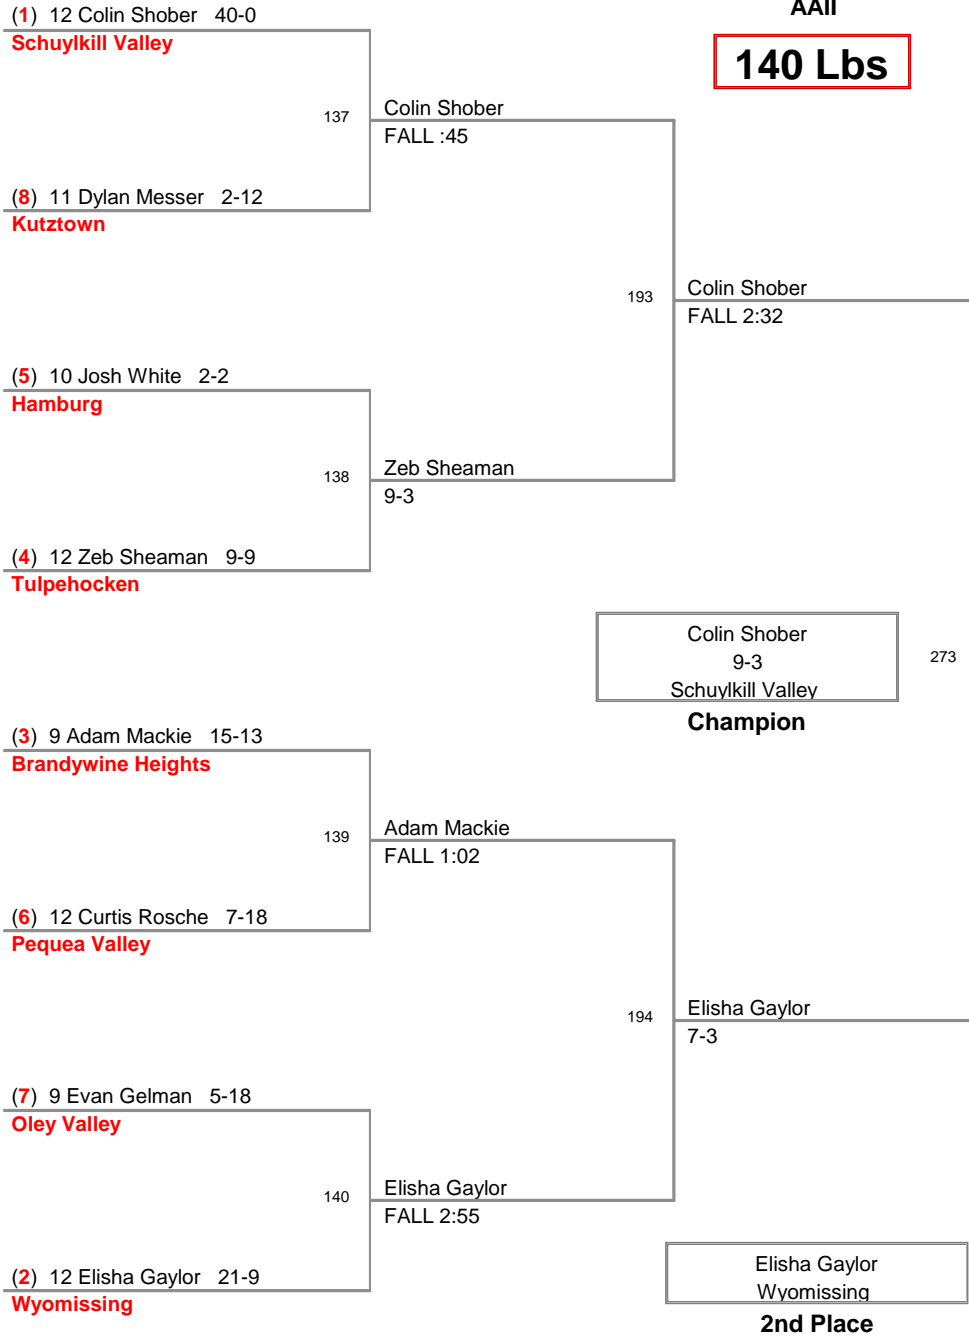 AAII
140 Lbs
(1) 12 Colin Shober 40-0
Schuylkill Valley
137
Colin Shober
FALL :45
(8) 11 Dylan Messer 2-12
Kutztown
193
Colin Shober
FALL 2:32
(5) 10 Josh White 2-2
Hamburg
138
Zeb Sheaman
9-3
(4) 12 Zeb Sheaman 9-9
Tulpehocken
Colin Shober
9-3
Schuylkill Valley
273
Champion
(3) 9 Adam Mackie 15-13
Brandywine Heights
139
Adam Mackie
FALL 1:02
(6) 12 Curtis Rosche 7-18
Pequea Valley
194
Elisha Gaylor
7-3
(7) 9 Evan Gelman 5-18
Oley Valley
140
Elisha Gaylor
FALL 2:55
(2) 12 Elisha Gaylor 21-9
Wyomissing
Elisha Gaylor
Wyomissing
2nd Place